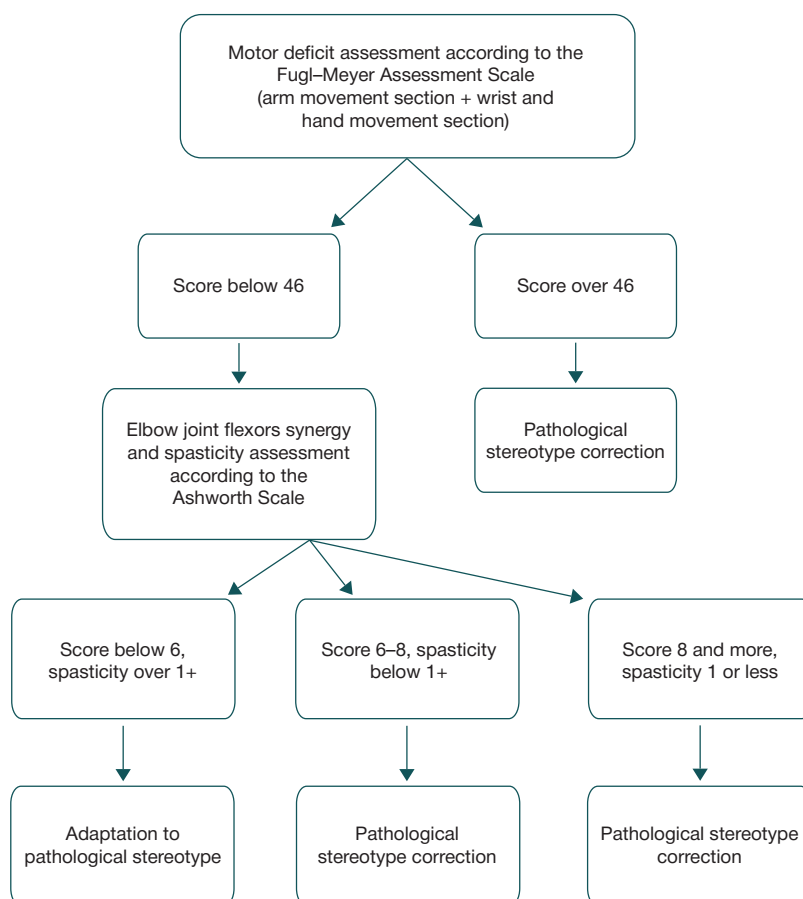 Motor deficit assessment according to the
Fugl–Meyer Assessment Scale
(arm movement section + wrist and
hand movement section)
Score below 46
Score over 46
Elbow joint flexors synergy
and spasticity assessment
according to the
Ashworth Scale
Pathological
stereotype correction
Score below 6,
spasticity over 1+
Score 6–8, spasticity
below 1+
Score 8 and more,
spasticity 1 or less
Adaptation to
pathological stereotype
Pathological
stereotype correction
Pathological stereotype
correction